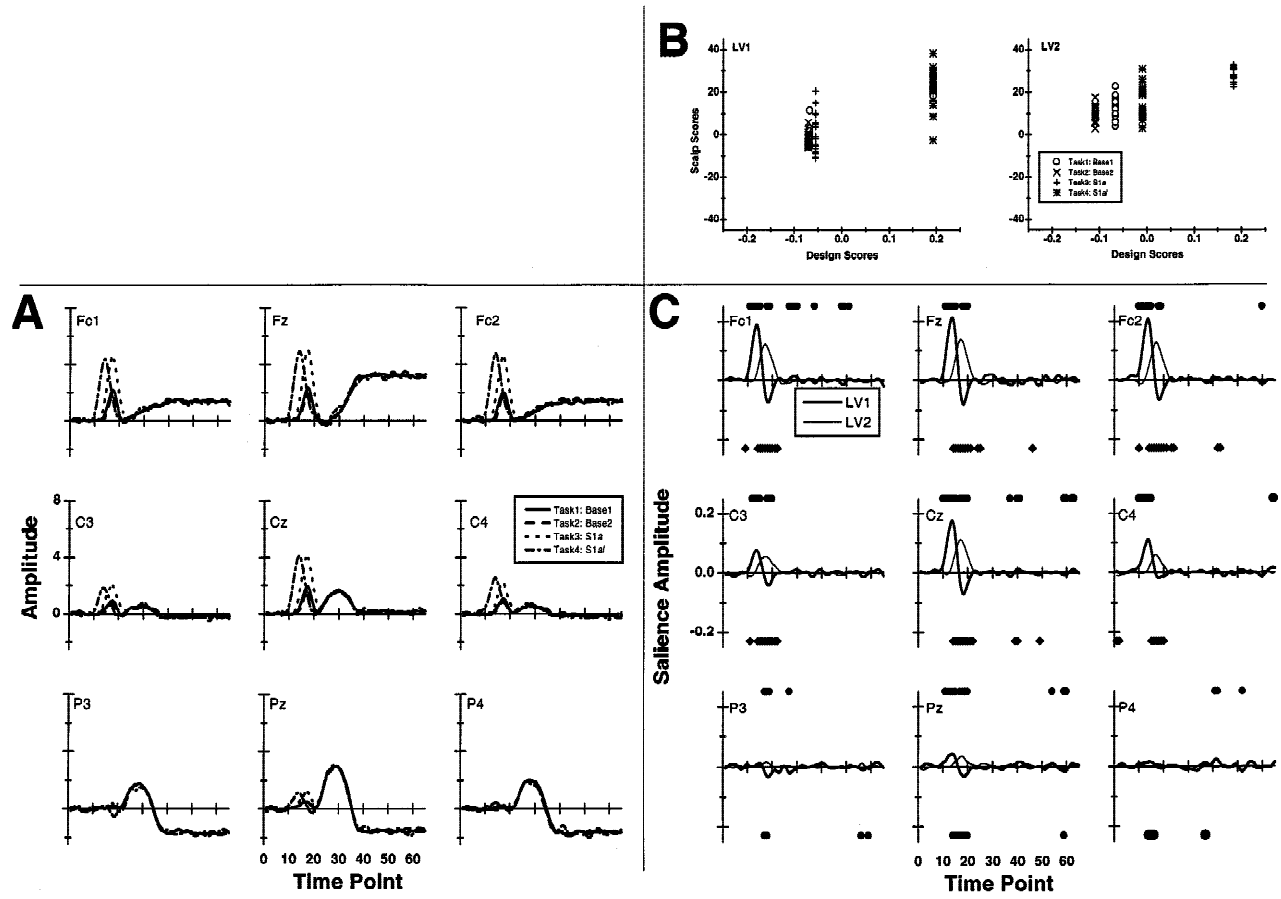 B
LV1
40
20
0
-20
-40
Scalp Scores
-0.2 -0.1 0.0 0.1 0.2
Design Scores
LV2
40
20
0
-20
-40
Task1: Base1
Task2: Base2
Task3: S1a
Task4: S1a/
-0.2 -0.1 0.0 0.1 0.2
Design Scores
A
Fc1
Fz
Fc2
C3
Cz
C4
8
4
0
Amplitude
Task1: Base1
Task2: Base2
Task3: S1a
Task4: S1a/
P3
Pz
P4
0 10 20 30 40 50 60
Time Point
C
Fc1
Fz
Fc2
LV1
LV2
C3
Cz
C4
0.2
0.0
-0.2
Salience Amplitude
P3
Pz
P4
0 10 20 30 40 50 60
Time Point